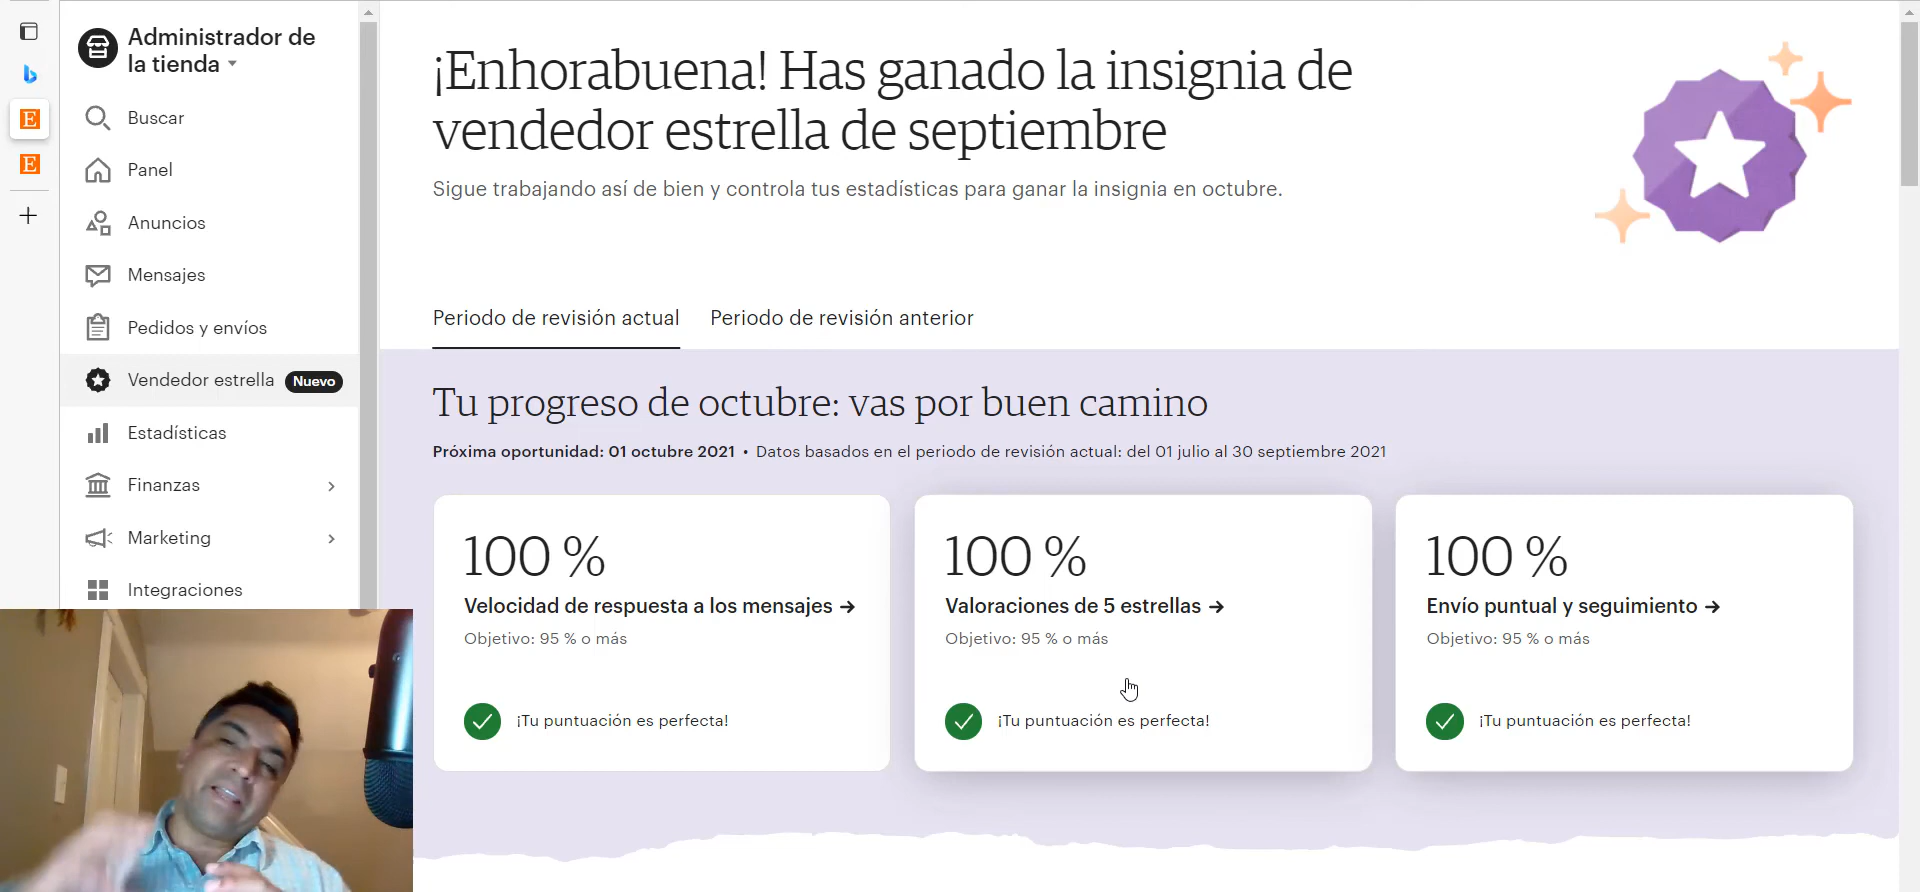 Administrador de
la tienda
Buscar
Panel
Anuncios
Mensajes
Pedidos y envíos
Vendedor estrella Nuevo
Estadísticas
Finanzas
Marketing
Integraciones
E
E
¡Enhorabuena! Has ganado la insignia de
vendedor estrella de septiembre
Sigue trabajando así de bien y controla tus estadísticas para ganar la insignia en octubre.
Periodo de revisión actual Periodo de revisión anterior
Tu progreso de octubre: vas por buen camino
Próxima oportunidad: 01 octubre 2021 • Datos basados en el periodo de revisión actual: del 01 julio al 30 septiembre 2021
100 %
Velocidad de respuesta a los mensajes →
Objetivo: 95 % o más
¡Tu puntuación es perfecta!
100 %
Valoraciones de 5 estrellas →
Objetivo: 95 % o más
¡Tu puntuación es perfecta!
100 %
Envío puntual y seguimiento →
Objetivo: 95 % o más
¡Tu puntuación es perfecta!